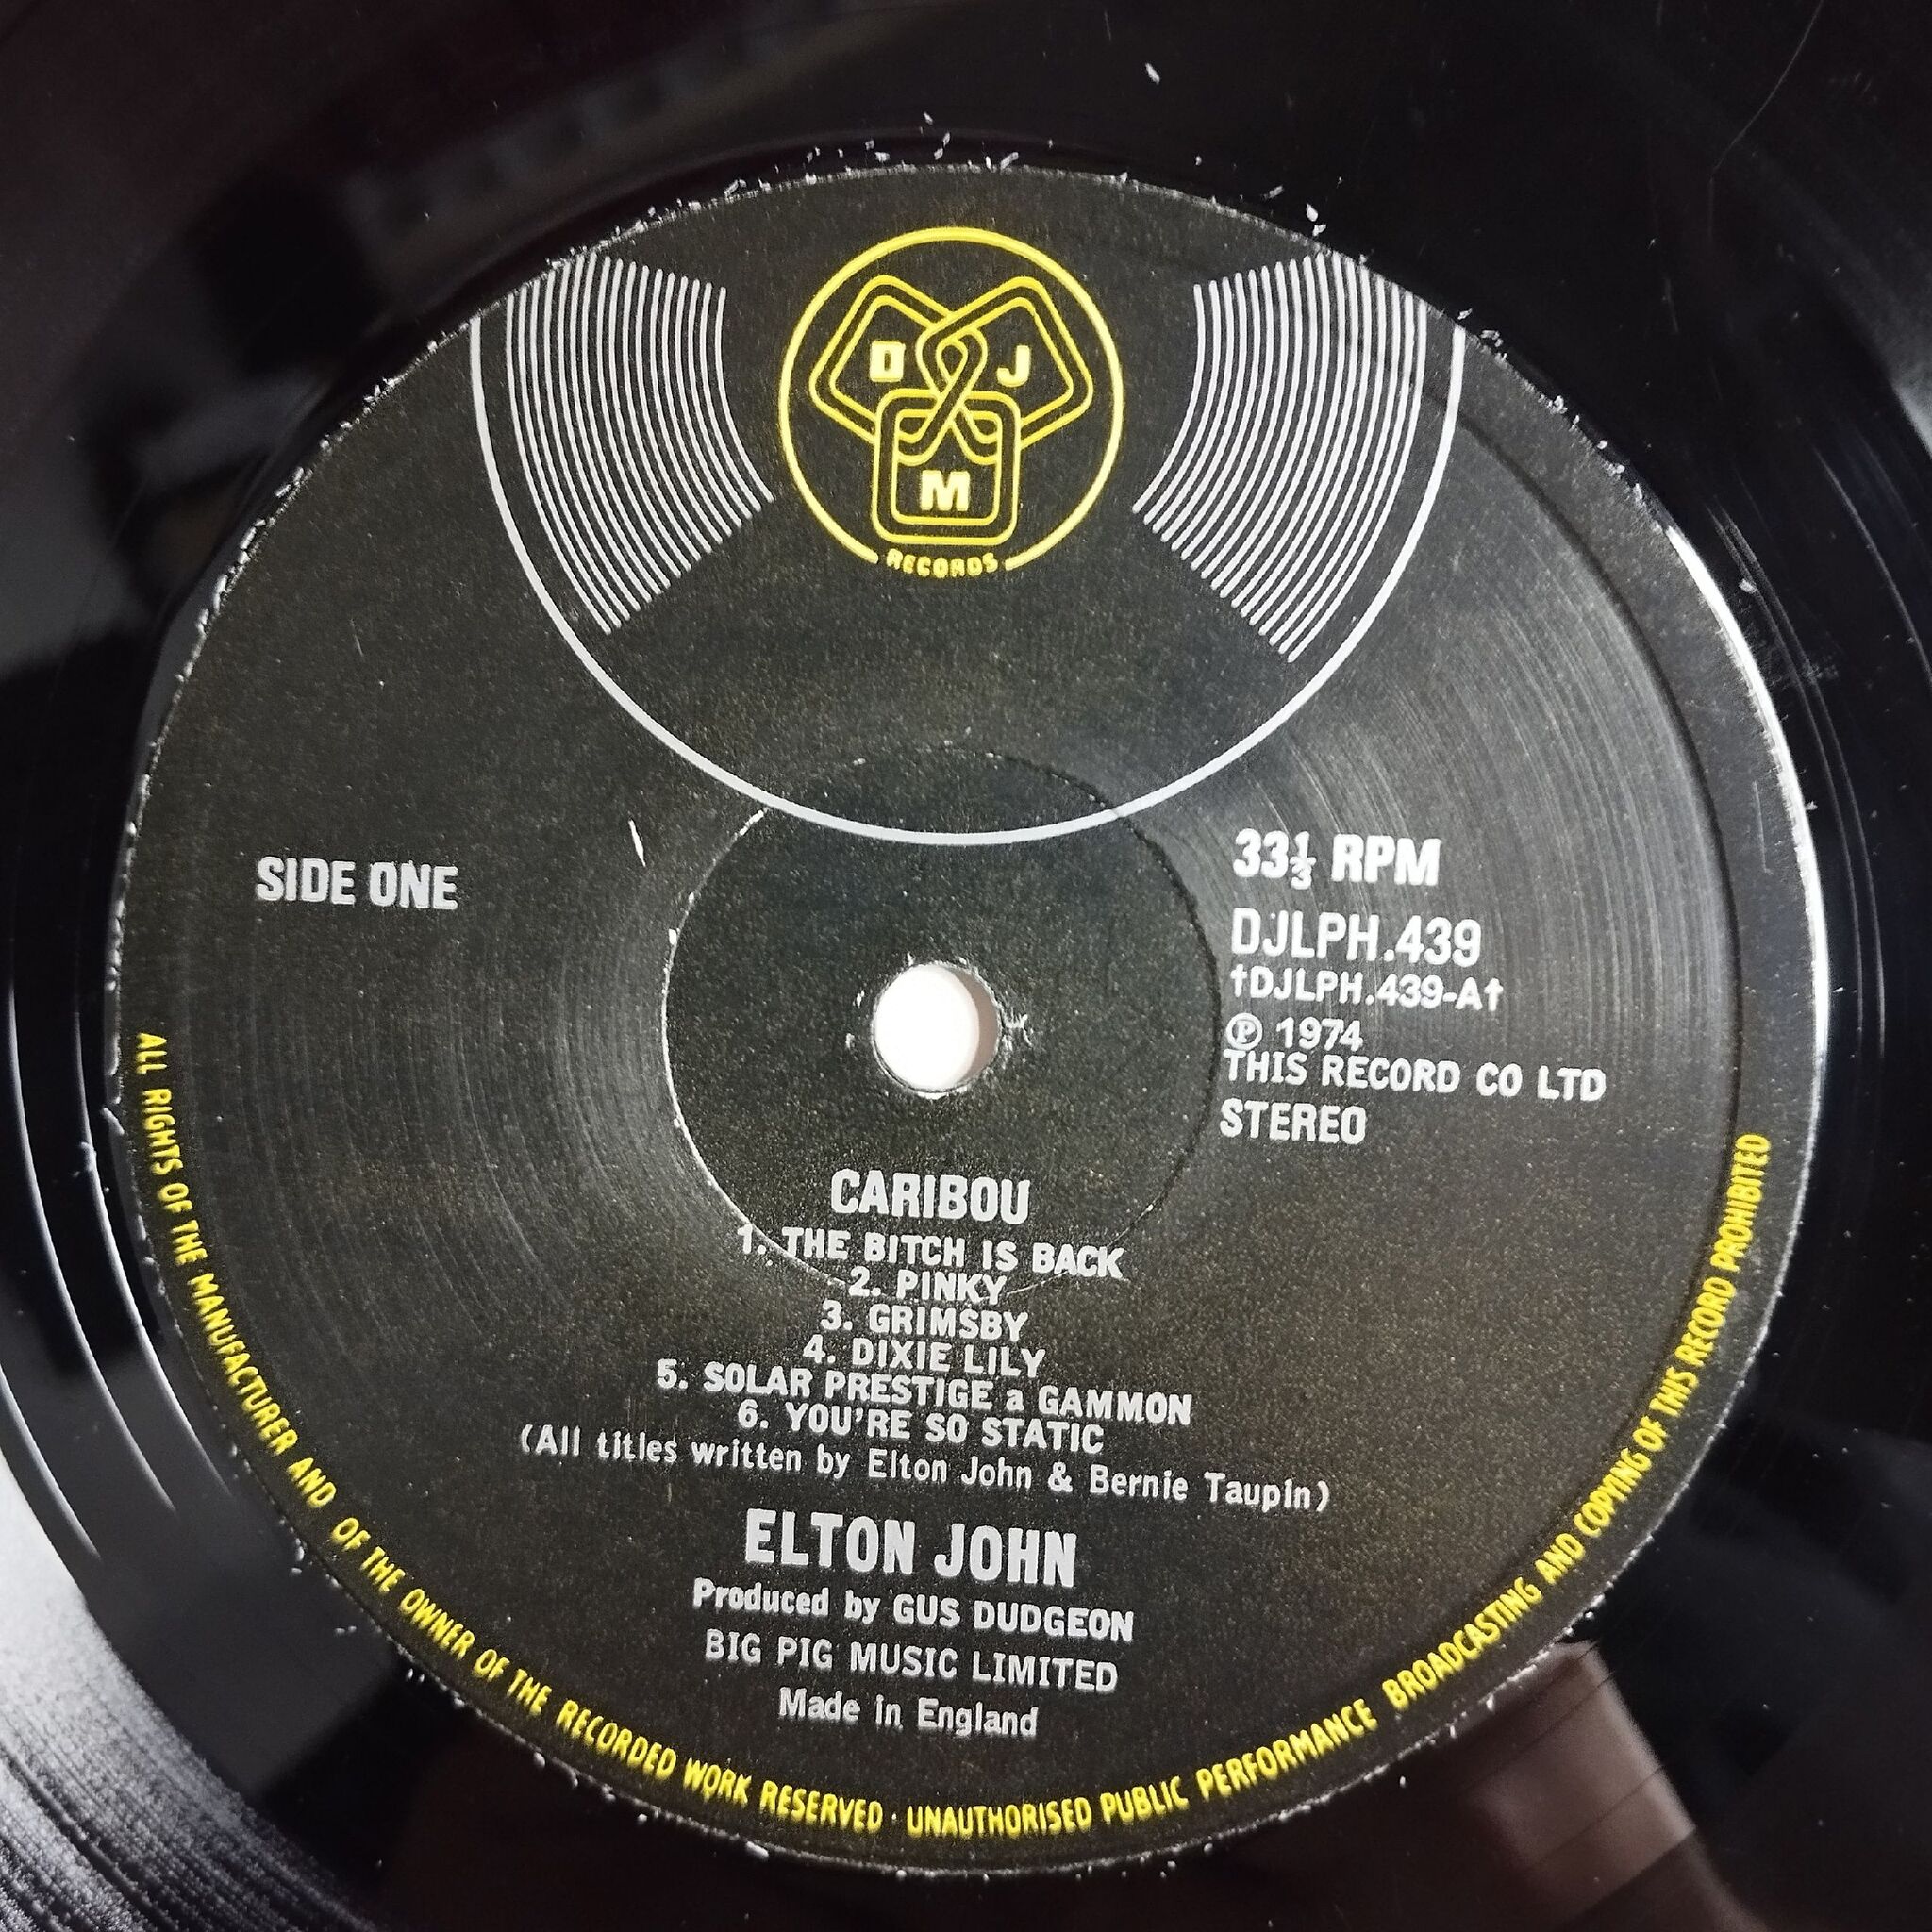 D J
M
RECORDS
SIDE ONE
33⅓ RPM
DJLPH.439
†DJLPH.439-A†
Ⓟ 1974
THIS RECORD CO LTD
STEREO
CARIBOU
1. THE BITCH IS BACK
2. PINKY
3. GRIMSBY
4. DIXIE LILY
5. SOLAR PRESTIGE a GAMMON
6. YOU'RE SO STATIC
(All titles written by Elton John & Bernie Taupin)
ELTON JOHN
Produced by GUS DUDGEON
BIG PIG MUSIC LIMITED
Made in England
ALL RIGHTS OF THE MANUFACTURER AND OF THE OWNER OF THE RECORDED WORK RESERVED · UNAUTHORISED PUBLIC PERFORMANCE BROADCASTING AND COPYING OF THIS RECORD PROHIBITED